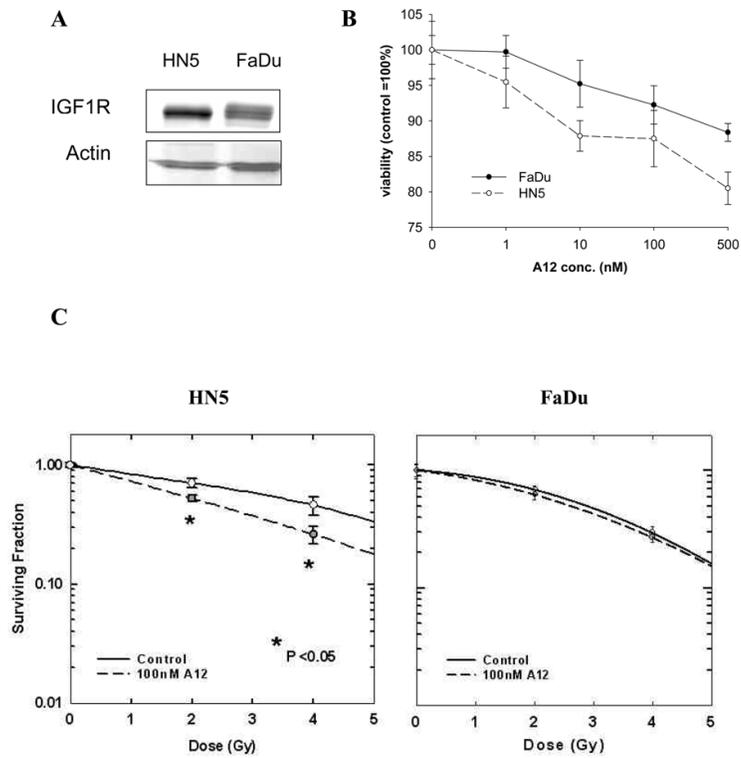 A
HN5 FaDu
IGF1R
Actin
B
viability (control =100%)
105
100
95
90
85
80
75
FaDu
HN5
0 1 10 100 500
A12 conc. (nM)
C
HN5
Surviving Fraction
1.00
0.10
0.01
*
*
* P <0.05
Control
100nM A12
0 1 2 3 4 5
Dose (Gy)
FaDu
Control
100nM A12
0 1 2 3 4 5
Dose (Gy)